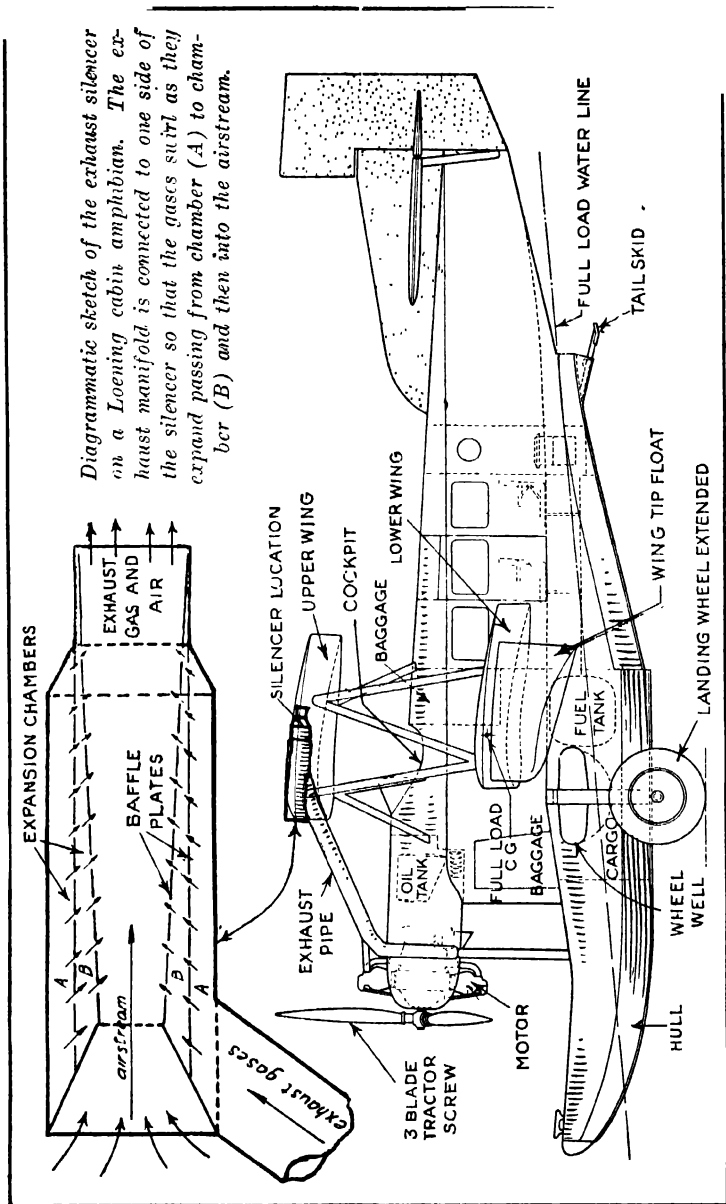 Diagrammatic sketch of the exhaust silencer
on a Loening cabin amphibian. The ex-
haust manifold is connected to one side of
the silencer so that the gases swirl as they
expand passing from chamber (A) to cham-
ber (B) and then into the airstream.
EXPANSION CHAMBERS
BAFFLE
PLATES
EXHAUST
GAS AND
AIR
A
B
airstream
B
A
exhaust gases
SILENCER LOCATION
UPPER WING
COCKPIT
BAGGAGE
LOWER WING
EXHAUST
PIPE
OIL
TANK
3 BLADE
TRACTOR
SCREW
MOTOR
FULL LOAD
C.G.
BAGGAGE
CARGO
FUEL
TANK
HULL
WHEEL
WELL
LANDING WHEEL EXTENDED
WING TIP FLOAT
FULL LOAD WATER LINE
TAIL SKID